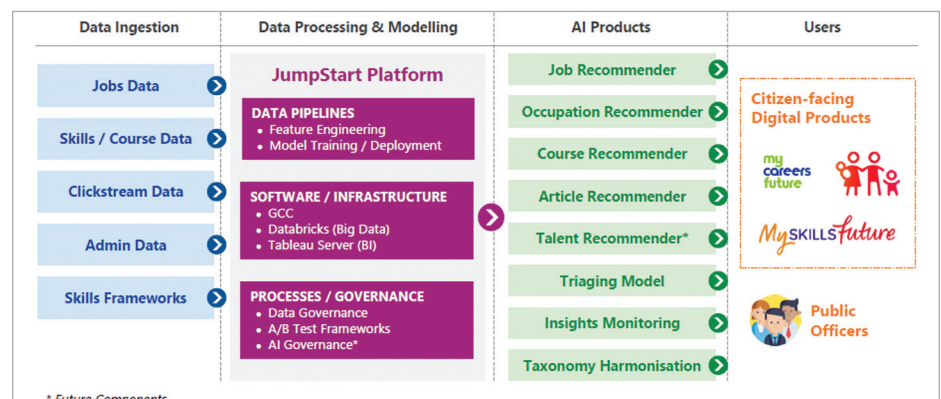 Data Ingestion
Data Processing & Modelling
AI Products
Users
Jobs Data
Skills / Course Data
Clickstream Data
Admin Data
Skills Frameworks
JumpStart Platform
DATA PIPELINES
• Feature Engineering
• Model Training / Deployment
SOFTWARE / INFRASTRUCTURE
• GCC
• Databricks (Big Data)
• Tableau Server (BI)
PROCESSES / GOVERNANCE
• Data Governance
• A/B Test Frameworks
• AI Governance*
Job Recommender
Occupation Recommender
Course Recommender
Article Recommender
Talent Recommender*
Triaging Model
Insights Monitoring
Taxonomy Harmonisation
Citizen-facing
Digital Products
my
careers
future
MySKILLSfuture
Public
Officers
* Future Components